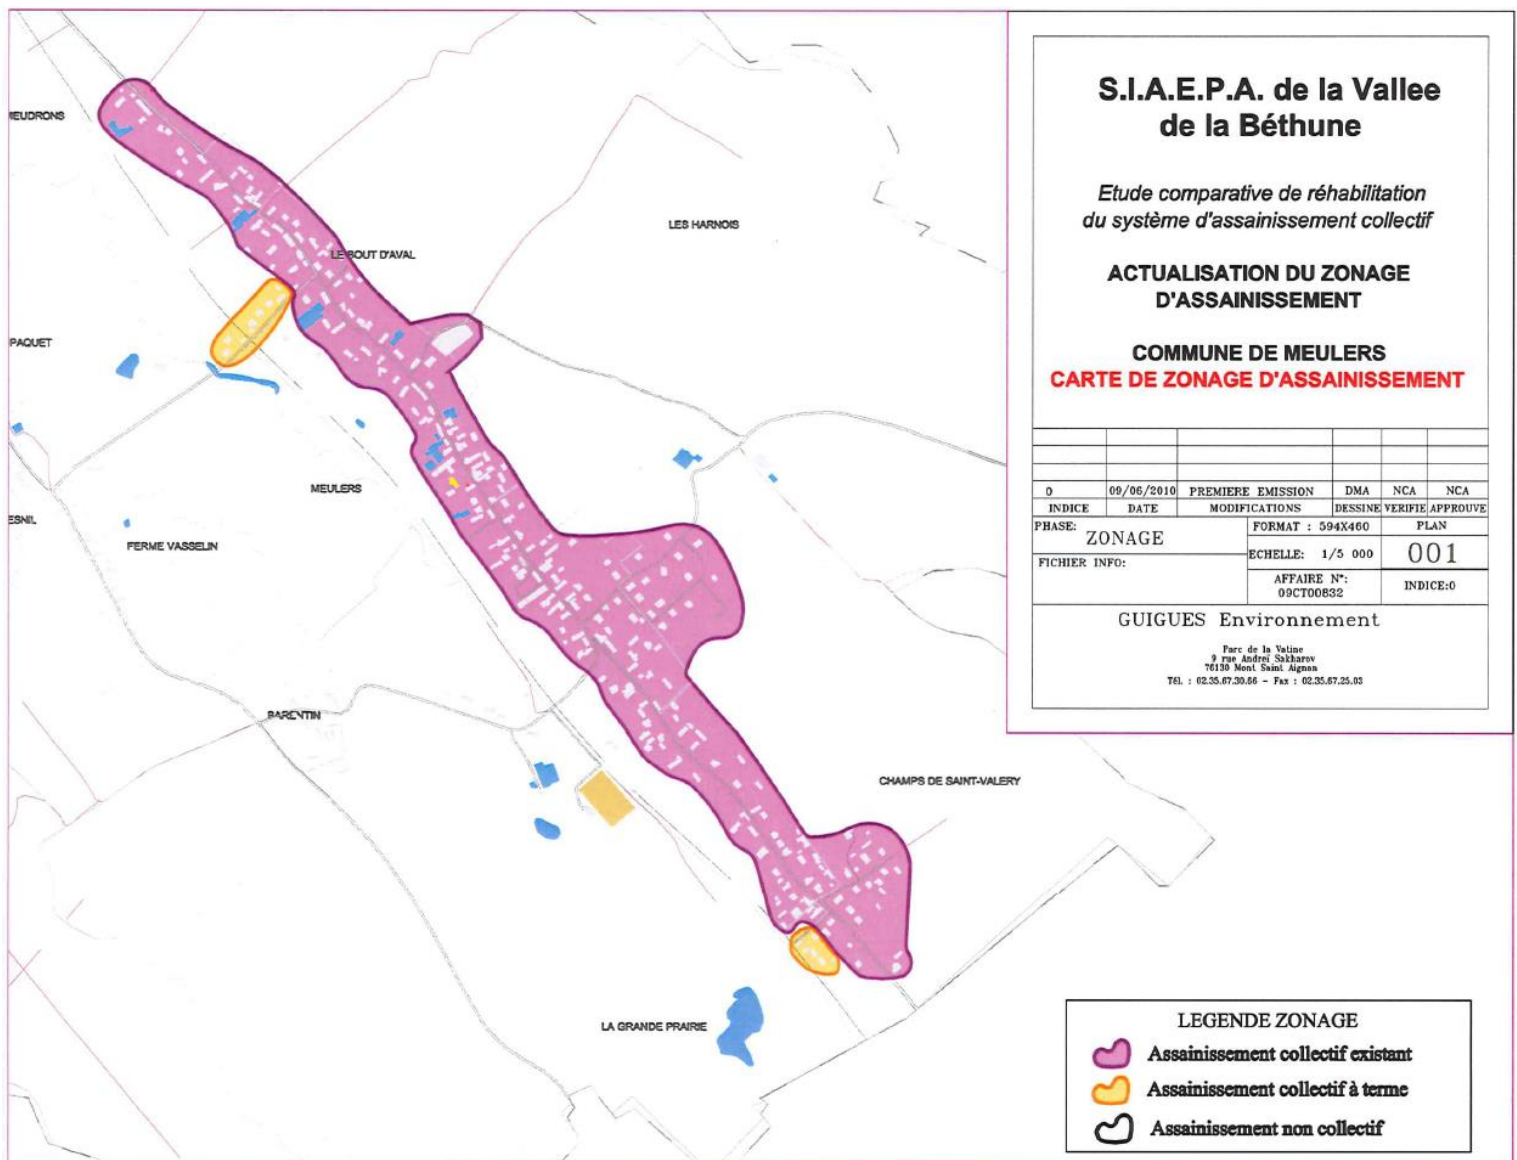 S.I.A.E.P.A. de la Vallee
de la Béthune
Etude comparative de réhabilitation
du système d'assainissement collectif
ACTUALISATION DU ZONAGE
D'ASSAINISSEMENT
COMMUNE DE MEULERS
CARTE DE ZONAGE D'ASSAINISSEMENT
0 09/06/2010 PREMIERE EMISSION DMA NCA NCA
INDICE DATE MODIFICATIONS DESSINE VERIFIE APPROUVE
PHASE: ZONAGE
FORMAT : 594X460
PLAN
ECHELLE: 1/5 000
001
FICHIER INFO:
AFFAIRE N°:
09CT00832
INDICE:0
GUIGUES Environnement
Parc de la Vatine
9 rue Andreï Sakharov
76130 Mont Saint Aignan
Tél. : 02.35.67.30.66 - Fax : 02.35.67.25.03
EUDRONS
LES HARNOIS
LE BOUT D'AVAL
PAQUET
MEULERS
ESNIL
FERME VASSELIN
BARENTIN
CHAMPS DE SAINT-VALERY
LA GRANDE PRAIRIE
LEGENDE ZONAGE
Assainissement collectif existant
Assainissement collectif à terme
Assainissement non collectif